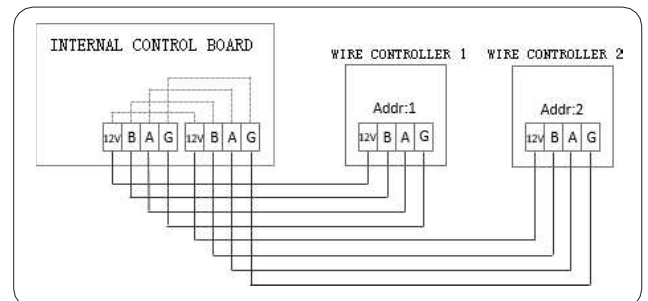 INTERNAL CONTROL BOARD
WIRE CONTROLLER 1
WIRE CONTROLLER 2
Addr:1
Addr:2
12V B A G 12V B A G
12V B A G
12V B A G